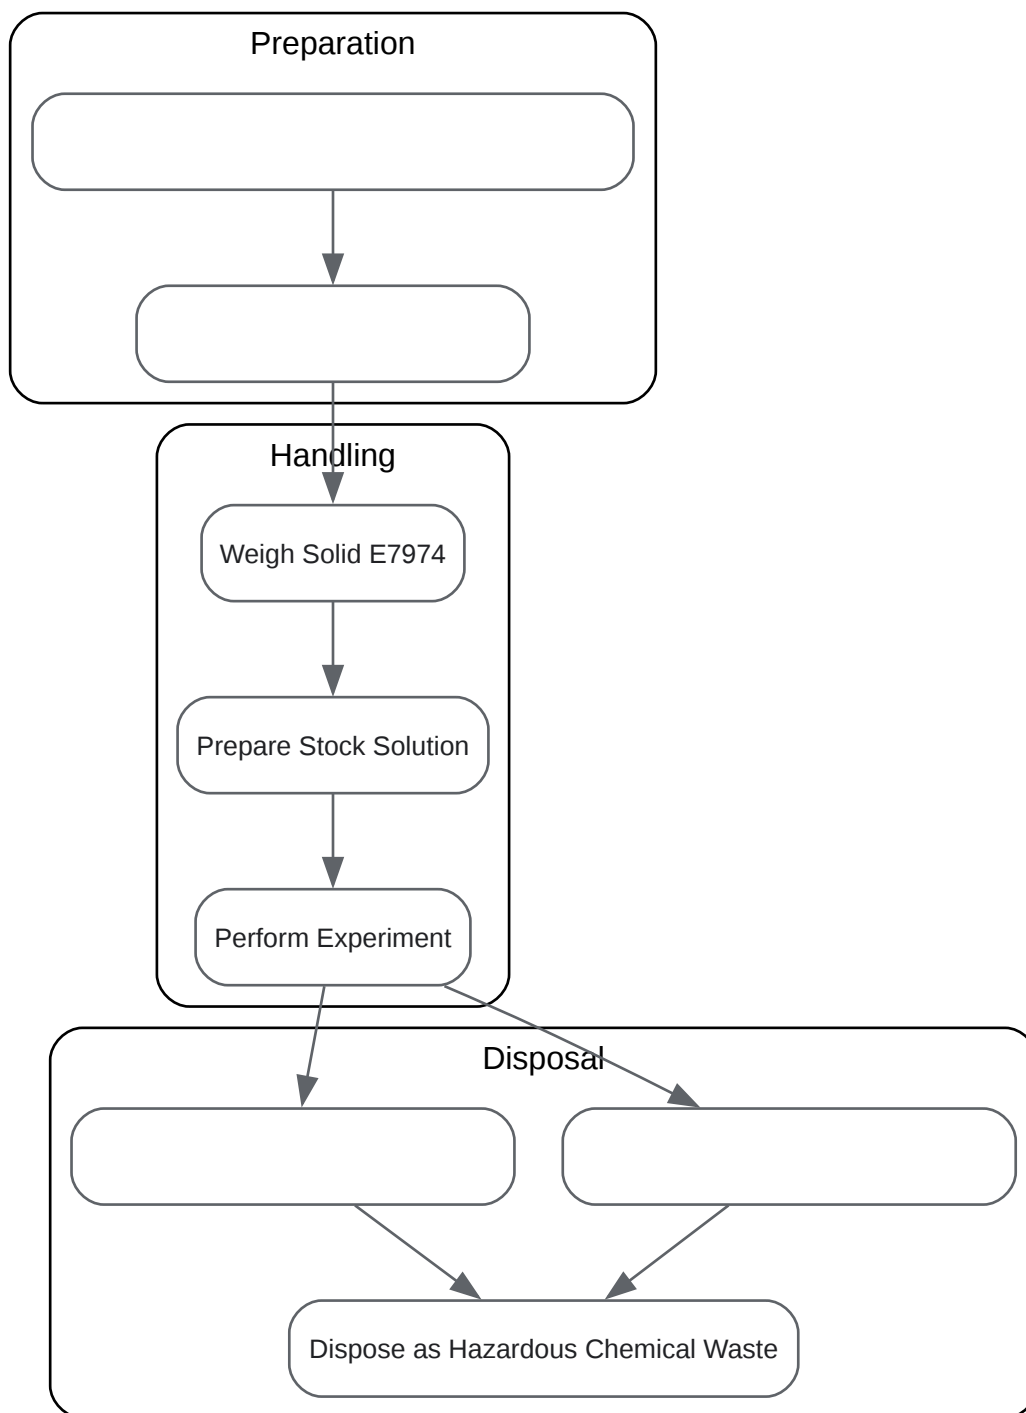 Preparation
Handling
Weigh Solid E7974
Prepare Stock Solution
Perform Experiment
Disposal
Dispose as Hazardous Chemical Waste